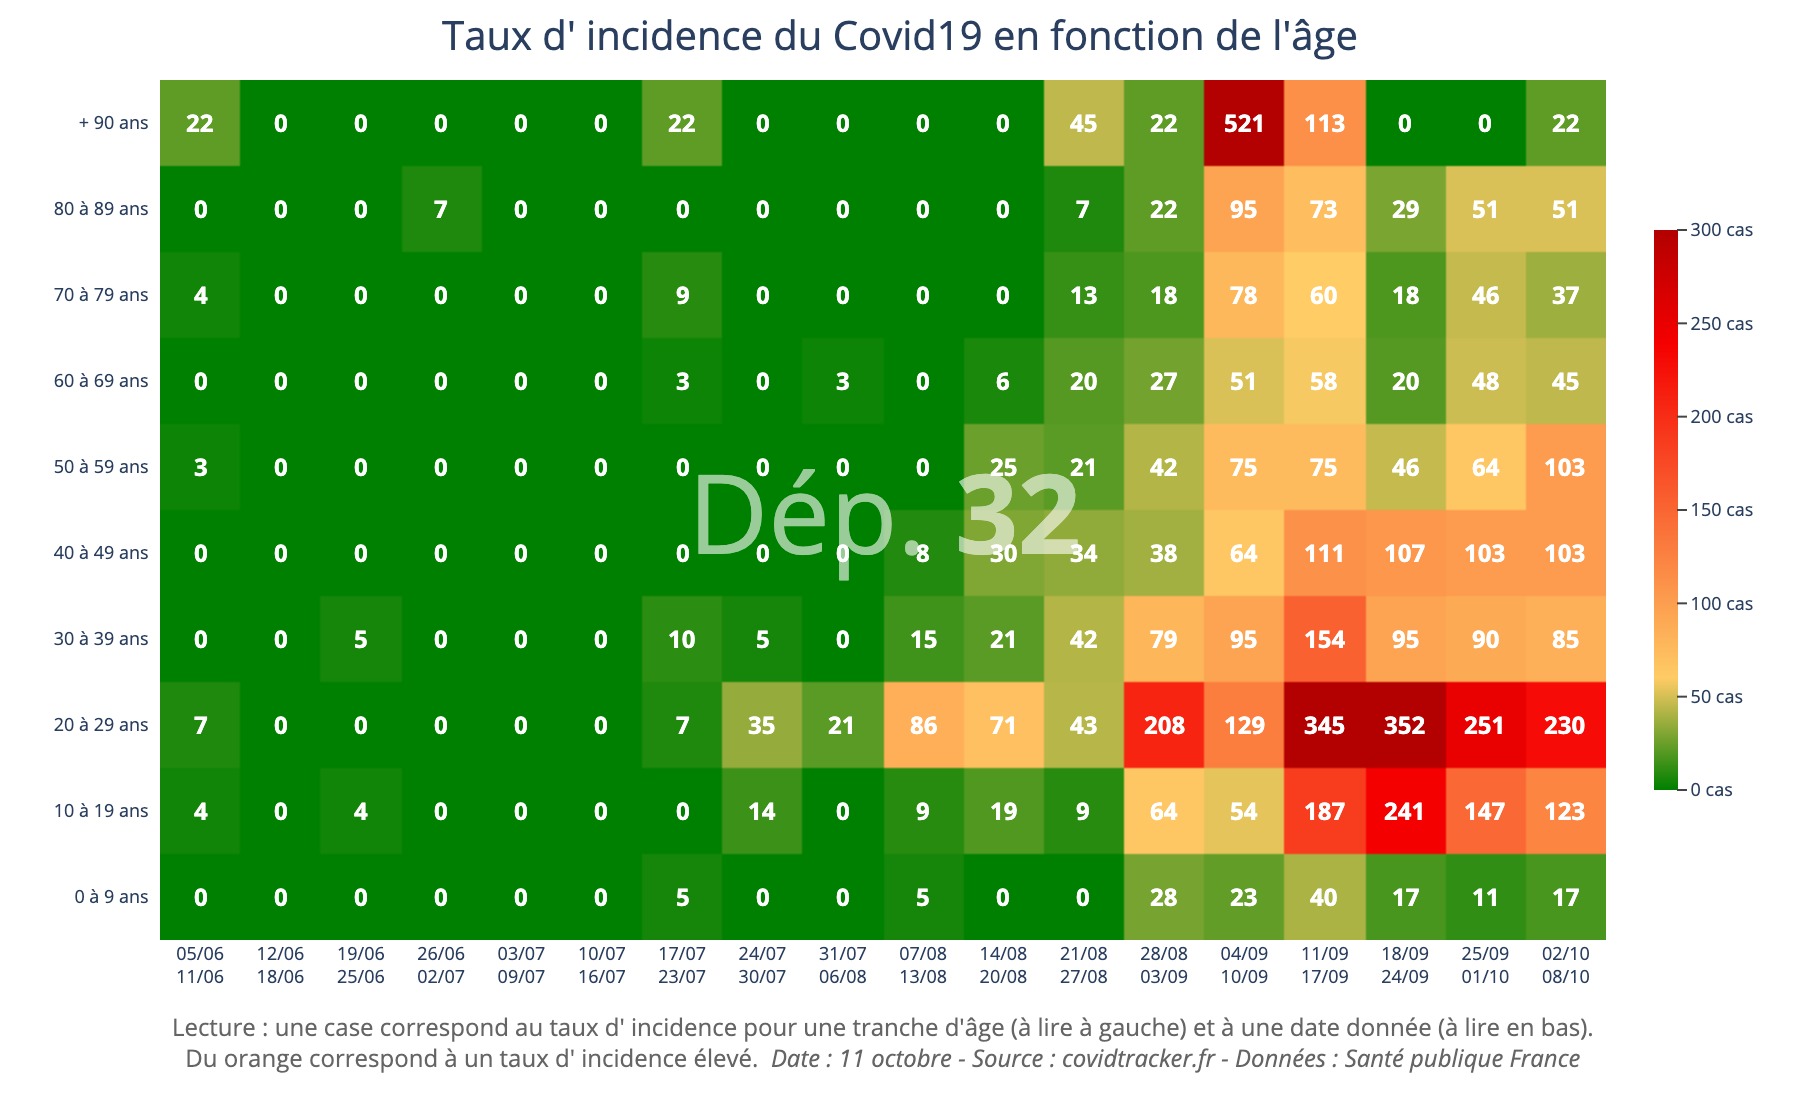 Taux d' incidence du Covid19 en fonction de l'âge
+ 90 ans 22 0 0 0 0 0 22 0 0 0 0 45 22 521 113 0 0 22
80 à 89 ans 0 0 0 7 0 0 0 0 0 0 0 7 22 95 73 29 51 51
70 à 79 ans 4 0 0 0 0 0 9 0 0 0 0 13 18 78 60 18 46 37
60 à 69 ans 0 0 0 0 0 0 3 0 3 0 6 20 27 51 58 20 48 45
50 à 59 ans 3 0 0 0 0 0 0 0 0 0 25 21 42 75 75 46 64 103
Dép. 32
40 à 49 ans 0 0 0 0 0 0 0 0 0 8 30 34 38 64 111 107 103 103
30 à 39 ans 0 0 5 0 0 0 10 5 0 15 21 42 79 95 154 95 90 85
20 à 29 ans 7 0 0 0 0 0 7 35 21 86 71 43 208 129 345 352 251 230
10 à 19 ans 4 0 4 0 0 0 0 14 0 9 19 9 64 54 187 241 147 123
0 à 9 ans 0 0 0 0 0 0 5 0 0 5 0 0 28 23 40 17 11 17
05/06 12/06 19/06 26/06 03/07 10/07 17/07 24/07 31/07 07/08 14/08 21/08 28/08 04/09 11/09 18/09 25/09 02/10
11/06 18/06 25/06 02/07 09/07 16/07 23/07 30/07 06/08 13/08 20/08 27/08 03/09 10/09 17/09 24/09 01/10 08/10
300 cas
250 cas
200 cas
150 cas
100 cas
50 cas
0 cas
Lecture : une case correspond au taux d' incidence pour une tranche d'âge (à lire à gauche) et à une date donnée (à lire en bas).
Du orange correspond à un taux d' incidence élevé. Date : 11 octobre - Source : covidtracker.fr - Données : Santé publique France